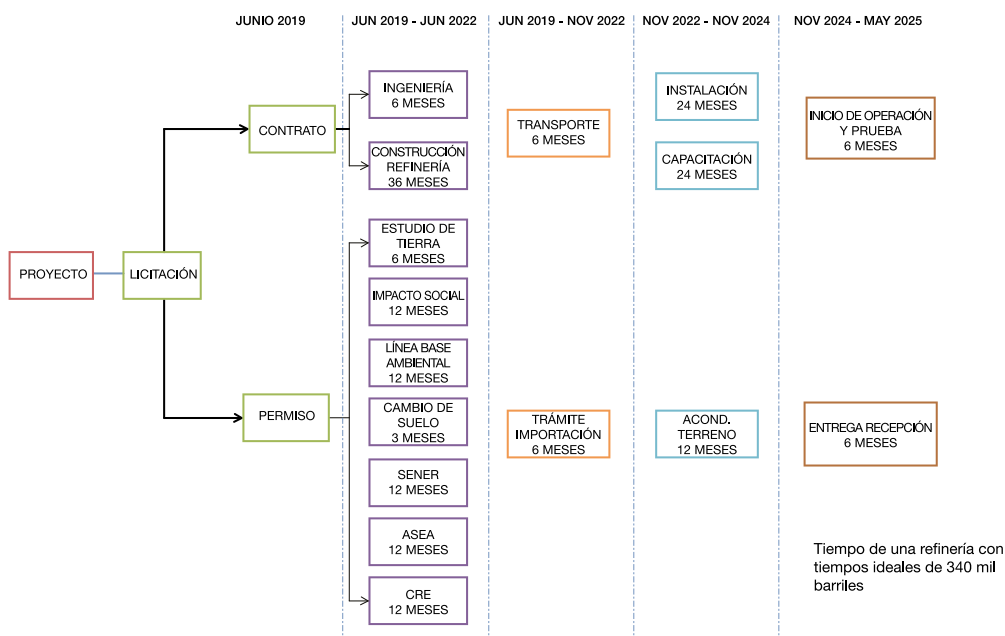 JUNIO 2019
JUN 2019 - JUN 2022
JUN 2019 - NOV 2022
NOV 2022 - NOV 2024
NOV 2024 - MAY 2025
PROYECTO
LICITACIÓN
CONTRATO
PERMISO
INGENIERÍA
6 MESES
CONSTRUCCIÓN
REFINERÍA
36 MESES
ESTUDIO DE
TIERRA
6 MESES
IMPACTO SOCIAL
12 MESES
LÍNEA BASE
AMBIENTAL
12 MESES
CAMBIO DE
SUELO
3 MESES
SENER
12 MESES
ASEA
12 MESES
CRE
12 MESES
TRANSPORTE
6 MESES
TRÁMITE
IMPORTACIÓN
6 MESES
INSTALACIÓN
24 MESES
CAPACITACIÓN
24 MESES
ACOND.
TERRENO
12 MESES
INICIO DE OPERACIÓN
Y PRUEBA
6 MESES
ENTREGA RECEPCIÓN
6 MESES
Tiempo de una refinería con
tiempos ideales de 340 mil
barriles